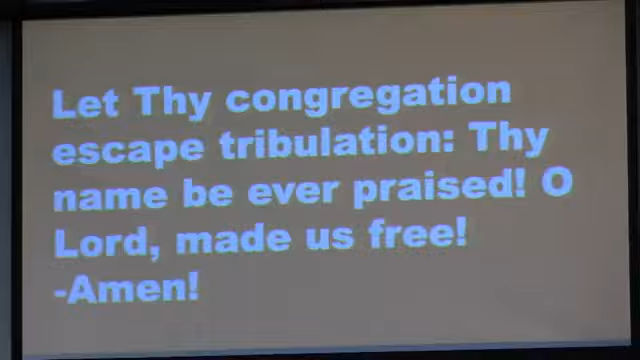 Let Thy congregation
escape tribulation: Thy
name be ever praised! O
Lord, made us free!
-Amen!